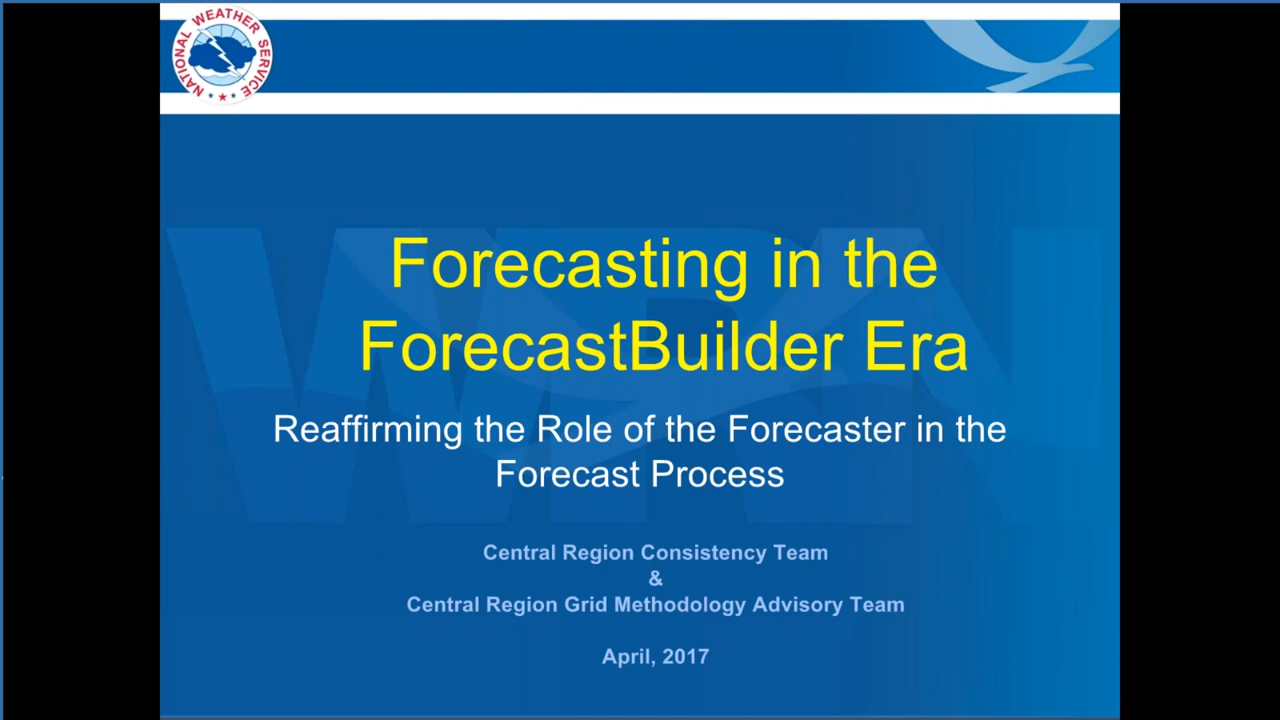 NATIONAL WEATHER SERVICE
WRN
Forecasting in the
ForecastBuilder Era
Reaffirming the Role of the Forecaster in the
Forecast Process
Central Region Consistency Team
&
Central Region Grid Methodology Advisory Team
April, 2017